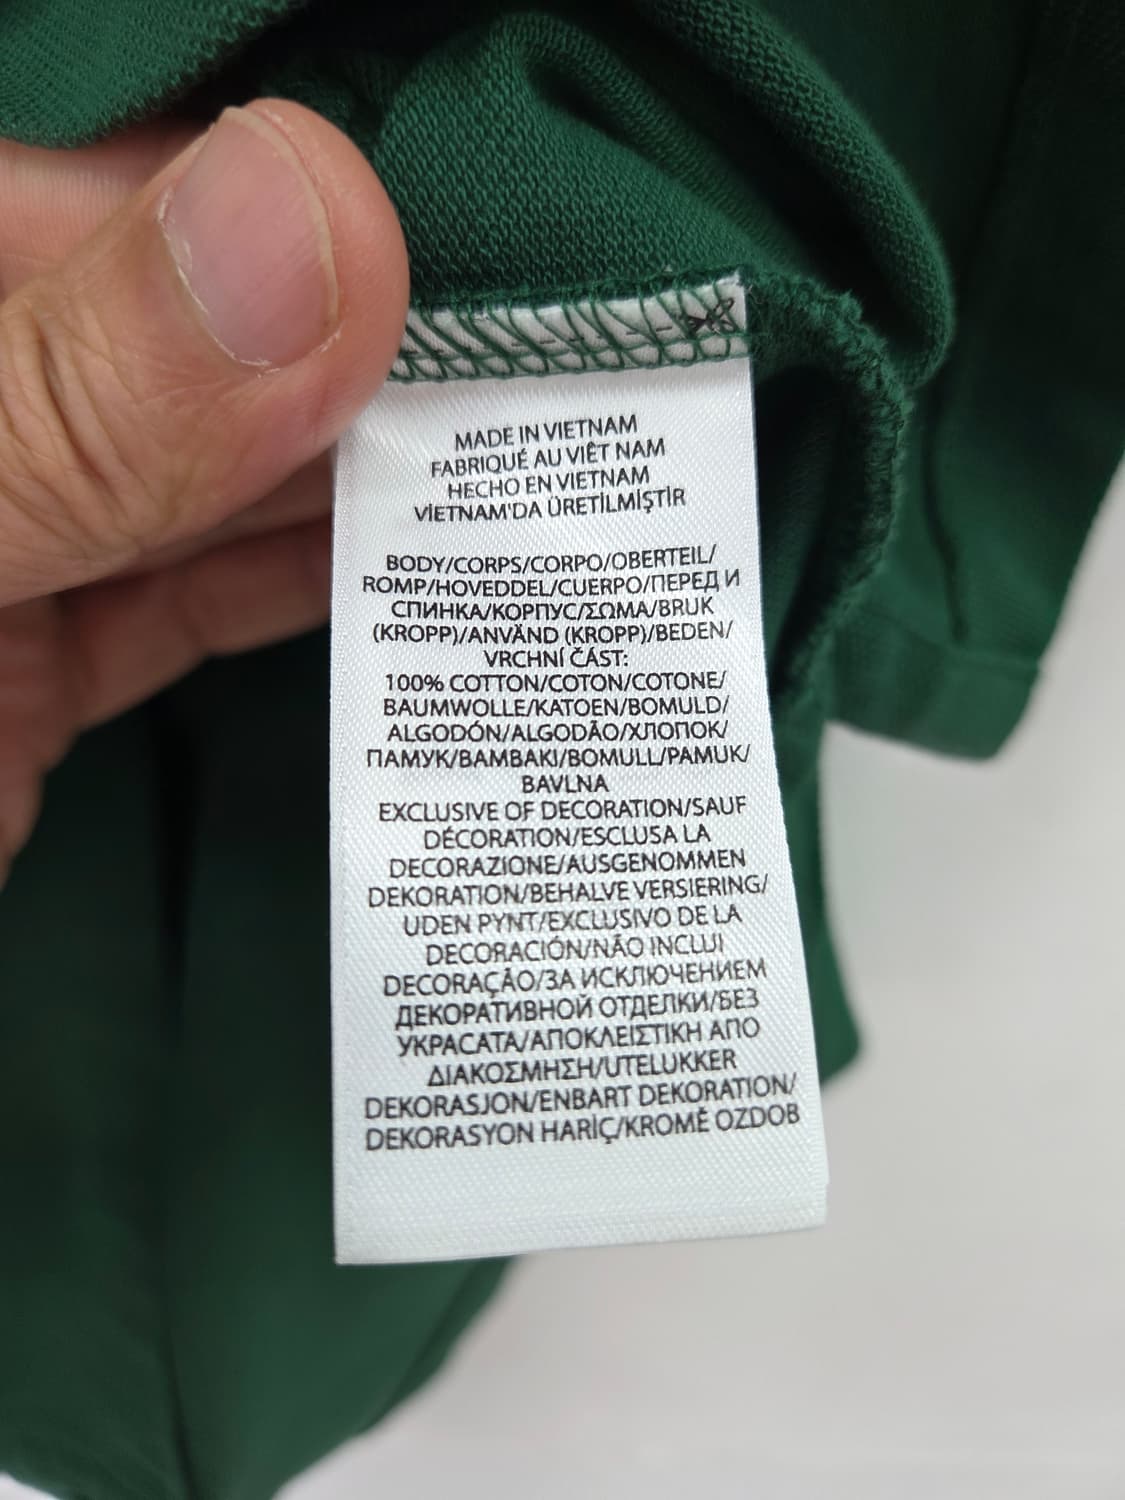 MADE IN VIETNAM
FABRIQUÉ AU VIÊT NAM
HECHO EN VIETNAM
VİETNAM'DA ÜRETİLMİŞTİR
BODY/CORPS/CORPO/OBERTEIL/
ROMP/HOVEDDEL/CUERPO/ПЕРЕД И
СПИНКА/КОРПУС/ΣΩΜΑ/BRUK
(KROPP)/ANVÄND (KROPP)/BEDEN/
VRCHNÍ ČÁST:
100% COTTON/COTON/COTONE/
BAUMWOLLE/KATOEN/BOMULD/
ALGODÓN/ALGODÃO/ХЛОПОК/
ПАМУК/BAMBAKI/BOMULL/PAMUK/
BAVLNA
EXCLUSIVE OF DECORATION/SAUF
DÉCORATION/ESCLUSA LA
DECORAZIONE/AUSGENOMMEN
DEKORATION/BEHALVE VERSIERING/
UDEN PYNT/EXCLUSIVO DE LA
DECORACIÓN/NÃO INCLUI
DECORAÇÃO/ЗА ИСКЛЮЧЕНИЕМ
ДЕКОРАТИВНОЙ ОТДЕЛКИ/БЕЗ
УКРАСАТА/ΑΠΟΚΛΕΙΣΤΙΚΗ ΑΠΟ
ΔΙΑΚΟΣΜΗΣΗ/UTELUKKER
DEKORASJON/ENBART DEKORATION/
DEKORASYON HARİÇ/KROMĚ OZDOB